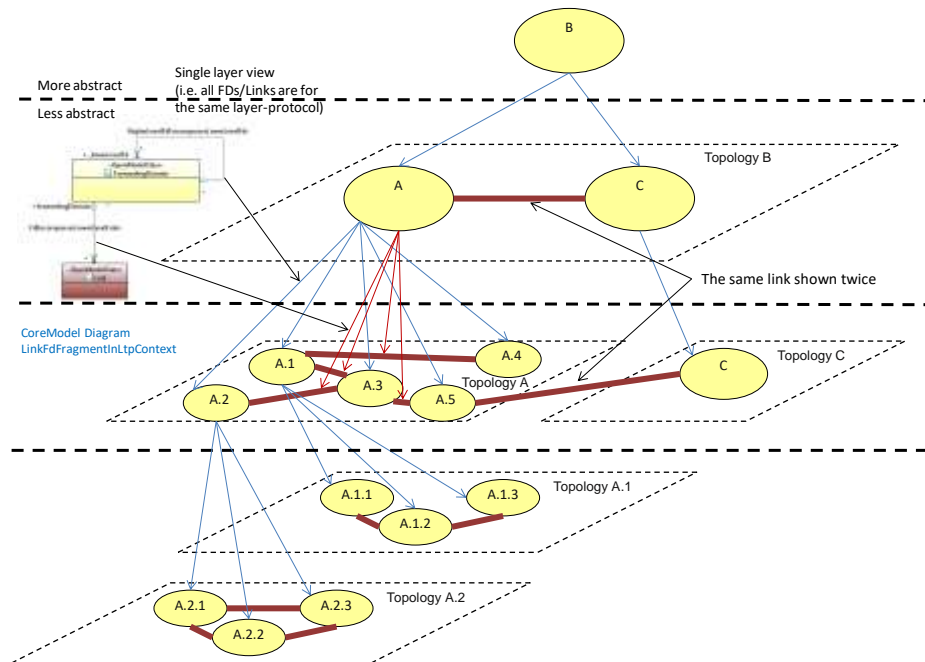 B
Single layer view
(i.e. all FDs/Links are for
the same layer-protocol)
More abstract
Less abstract
Topology B
A
C
The same link shown twice
CoreModel Diagram
LinkFdFragmentInLtpContext
A.1
A.4
Topology C
A.3
Topology A
C
A.2
A.5
A.1.1
A.1.3
Topology A.1
A.1.2
A.2.1
A.2.3
Topology A.2
A.2.2